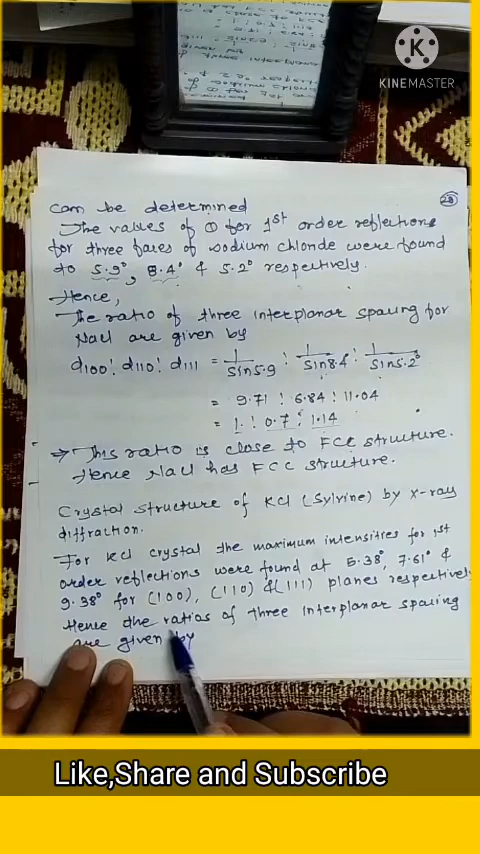 KINEMASTER
28
can be determined
The values of θ for 1st order reflections
for three faces of sodium chloride were found
to 5.9°, 8.4° & 5.2° respectively.
Hence,
The ratio of three interplanar spacing for
NaCl are given by
d100: d110: d111 = 1/Sin5.9 : 1/Sin8.4 : 1/Sin5.2°
= 9.71 : 6.84 : 11.04
= 1 : 0.7 : 1.14
⇒ This ratio is close to FCC structure.
Hence NaCl has FCC structure.
Crystal structure of KCl (Sylvine) by x-ray
diffraction.
For KCl crystal the maximum intensities for 1st
order reflections were found at 5.38°, 7.61° &
9.38° for (100), (110) &(111) planes respectively
Hence the ratios of three interplanar spacing
are given by
Like,Share and Subscribe